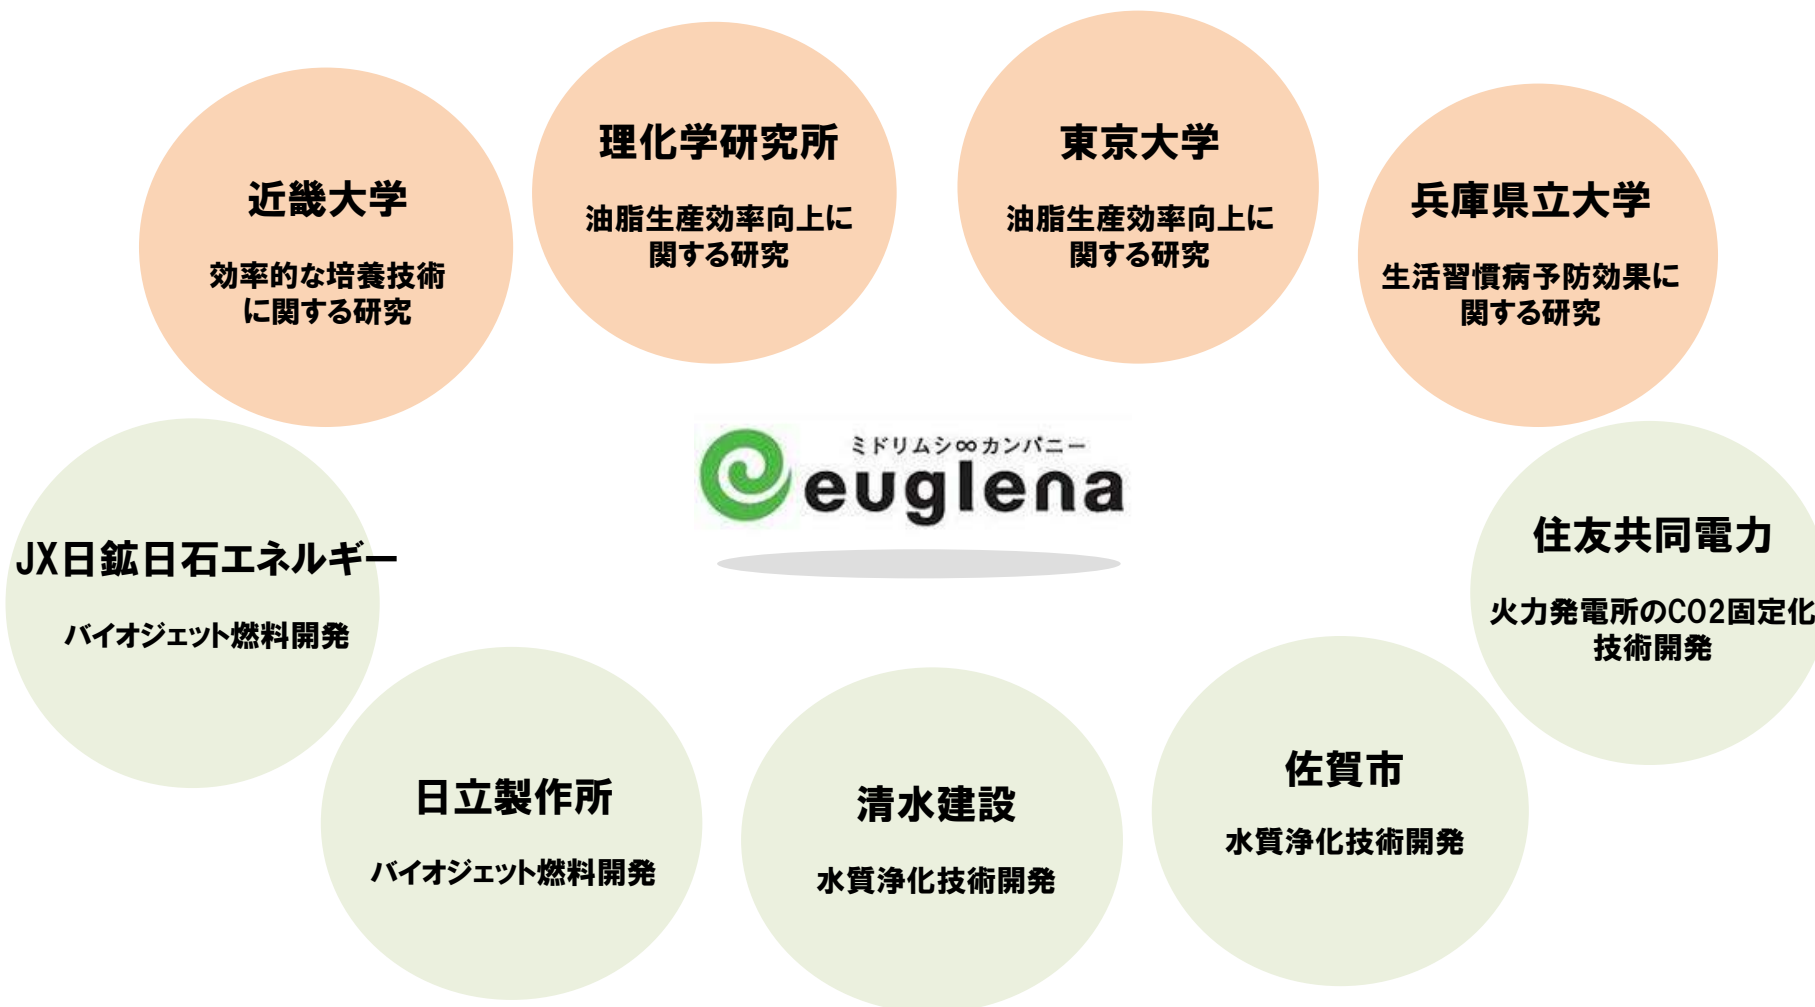 近畿大学
効率的な培養技術
に関する研究
理化学研究所
油脂生産効率向上に
関する研究
東京大学
油脂生産効率向上に
関する研究
兵庫県立大学
生活習慣病予防効果に
関する研究
ミドリムシ∞カンパニー
euglena
JX日鉱日石エネルギー
バイオジェット燃料開発
日立製作所
バイオジェット燃料開発
清水建設
水質浄化技術開発
佐賀市
水質浄化技術開発
住友共同電力
火力発電所のCO2固定化
技術開発